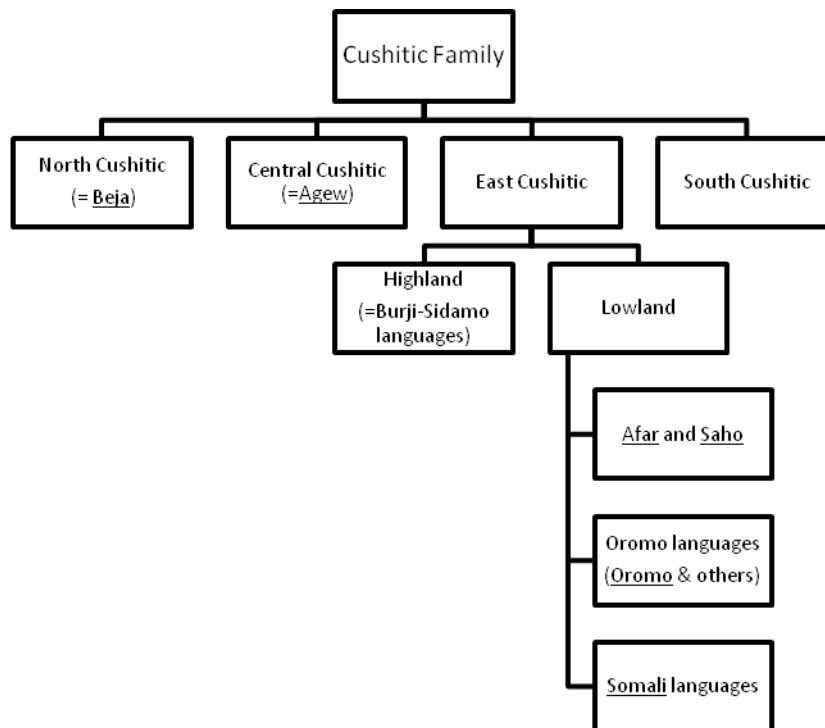 Cushitic Family
North Cushitic
(= Beja)
Central Cushitic
(=Agew)
East Cushitic
South Cushitic
Highland
(=Burji-Sidamo
languages)
Lowland
Afar and Saho
Oromo languages
(Oromo & others)
Somali languages